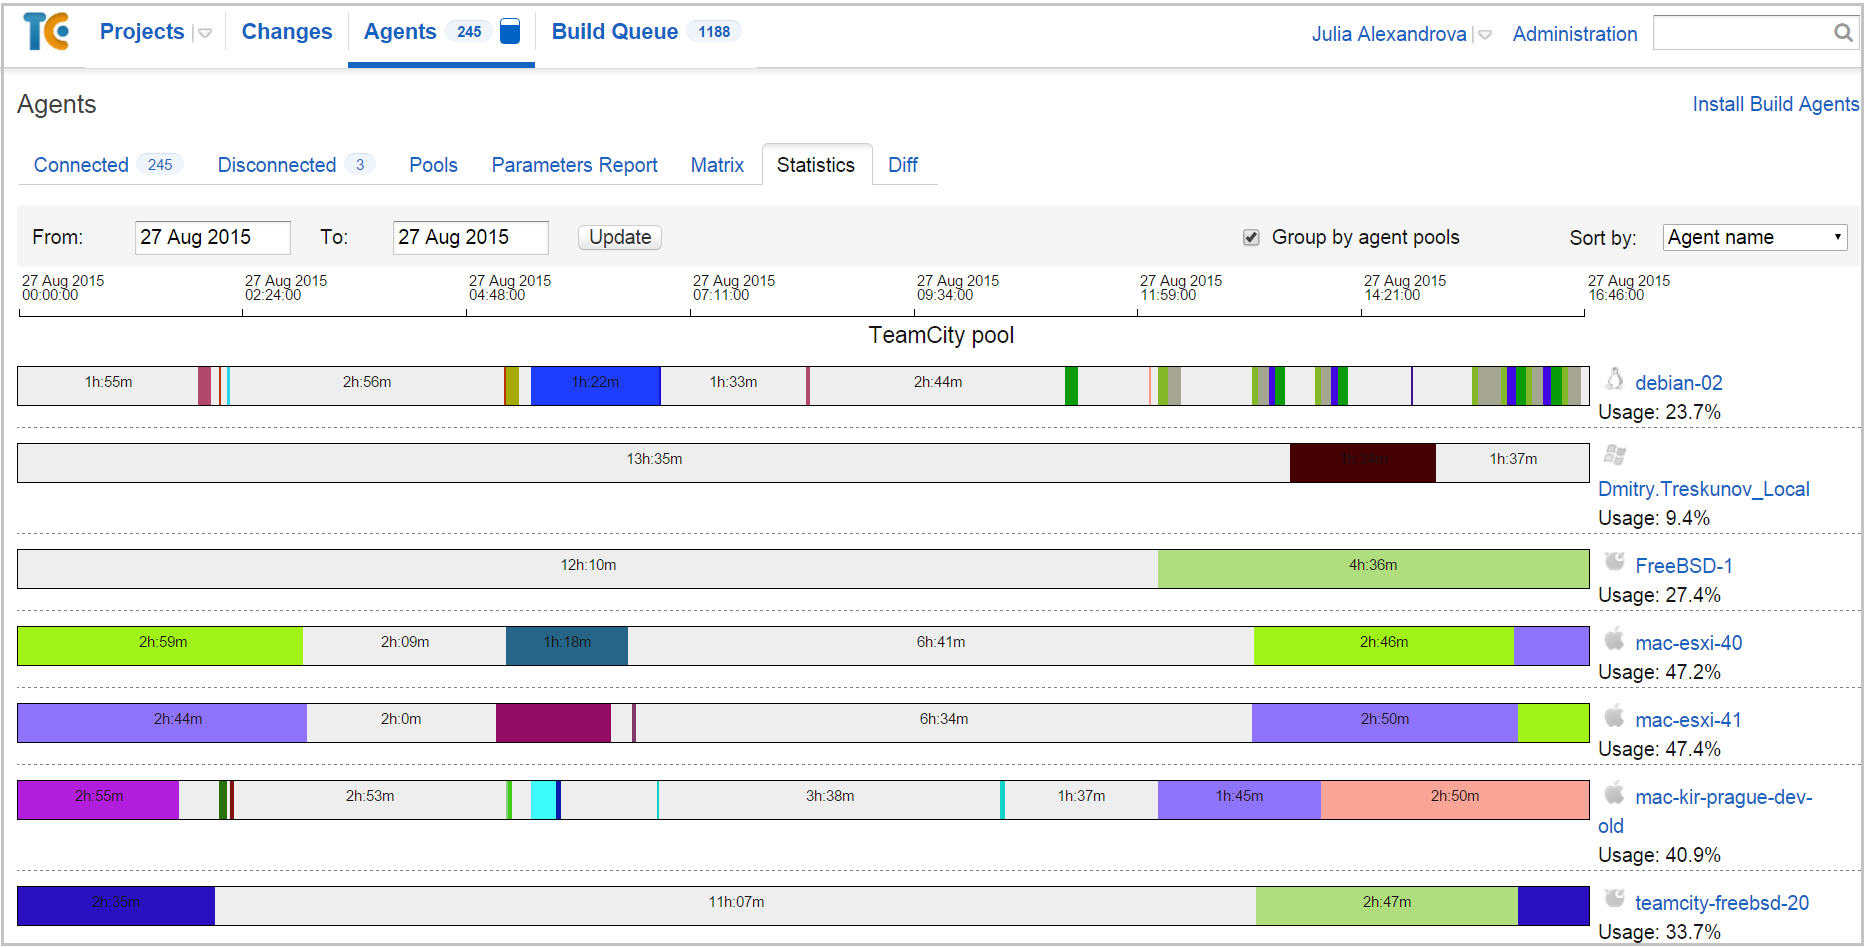 TC Projects Changes Agents 245 Build Queue 1188 Julia Alexandrova Administration
Agents Install Build Agents
Connected 245 Disconnected 3 Pools Parameters Report Matrix Statistics Diff
From: 27 Aug 2015 To: 27 Aug 2015 Update Group by agent pools Sort by: Agent name
27 Aug 2015 27 Aug 2015 27 Aug 2015 27 Aug 2015 27 Aug 2015 27 Aug 2015 27 Aug 2015 27 Aug 2015
00:00:00 02:24:00 04:48:00 07:11:00 09:34:00 11:59:00 14:21:00 16:46:00
TeamCity pool
1h:55m 2h:56m 1h:22m 1h:33m 2h:44m debian-02
Usage: 23.7%
13h:35m 1h:37m
Dmitry.Treskunov_Local
Usage: 9.4%
12h:10m 4h:36m FreeBSD-1
Usage: 27.4%
2h:59m 2h:09m 1h:18m 6h:41m 2h:46m mac-esxi-40
Usage: 47.2%
2h:44m 2h:0m 6h:34m 2h:50m mac-esxi-41
Usage: 47.4%
2h:55m 2h:53m 3h:38m 1h:37m 1h:45m 2h:50m mac-kir-prague-dev-
old
Usage: 40.9%
2h:35m 11h:07m 2h:47m teamcity-freebsd-20
Usage: 33.7%